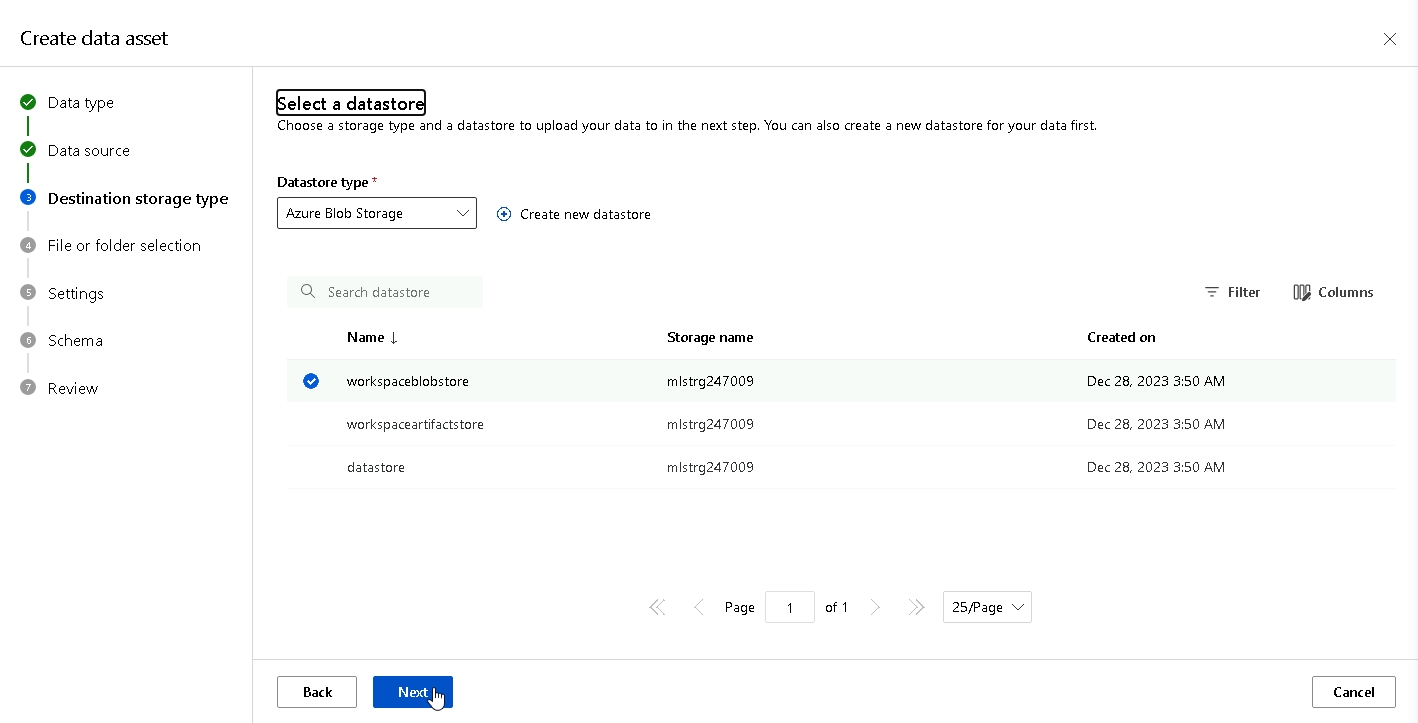 Create data asset
Data type
Data source
3 Destination storage type
4 File or folder selection
5 Settings
6 Schema
7 Review
Select a datastore
Choose a storage type and a datastore to upload your data to in the next step. You can also create a new datastore for your data first.
Datastore type *
Azure Blob Storage
Create new datastore
Search datastore
Filter
Columns
Name ↓ Storage name Created on
workspaceblobstore mlstrg247009 Dec 28, 2023 3:50 AM
workspaceartifactstore mlstrg247009 Dec 28, 2023 3:50 AM
datastore mlstrg247009 Dec 28, 2023 3:50 AM
Page 1 of 1 25/Page
Back Next Cancel